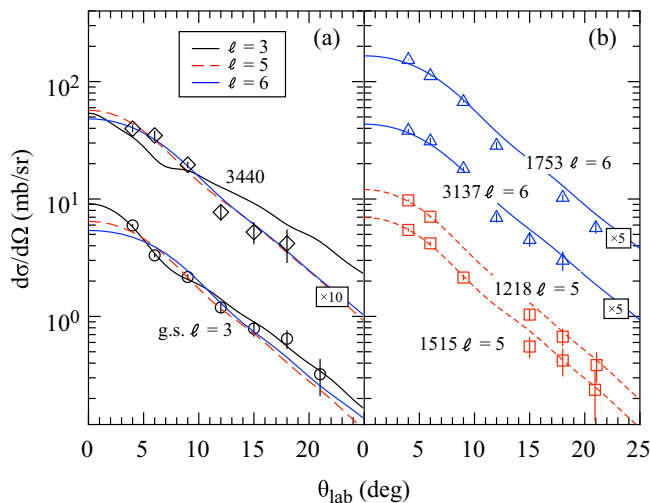 (a)
(b)
ℓ = 3
ℓ = 5
ℓ = 6
10²
10¹
10⁰
dσ/dΩ (mb/sr)
3440
×10
g.s. ℓ = 3
1753 ℓ = 6
×5
3137 ℓ = 6
×5
1218 ℓ = 5
1515 ℓ = 5
0 5 10 15 20 0 5 10 15 20 25
θlab (deg)